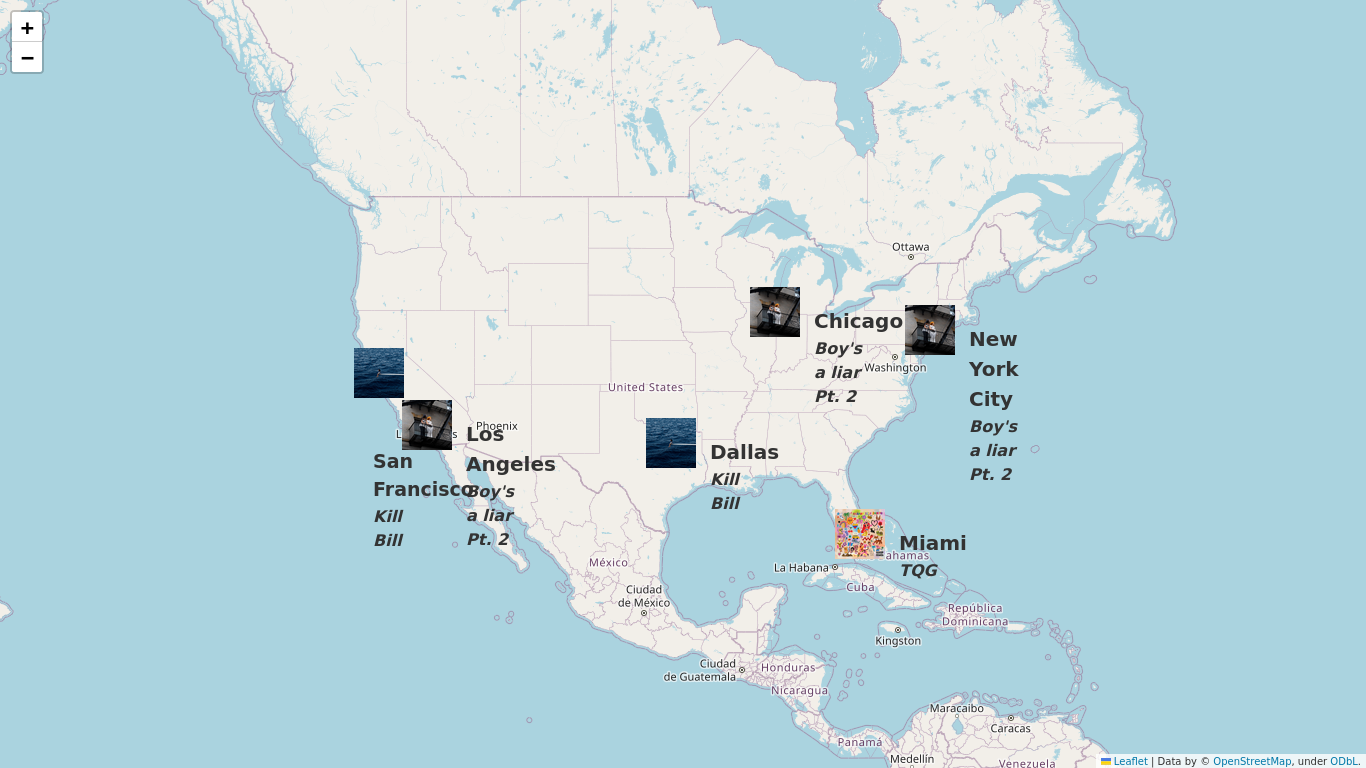 +
−
Ottawa
Chicago
Boy's
a liar
Pt. 2
Washington
New
York
City
Boy's
a liar
Pt. 2
United States
Phoenix
Los
Angeles
Boy's
a liar
Pt. 2
San
Francisco
Kill
Bill
Dallas
Kill
Bill
Miami
TQG
ahamas
La Habana
Cuba
México
Ciudad
de México
República
Dominicana
Kingston
Ciudad
de Guatemala
Honduras
Nicaragua
Maracaibo
Caracas
Panamá
Medellín
Venezuela
Leaflet | Data by © OpenStreetMap, under ODbL.